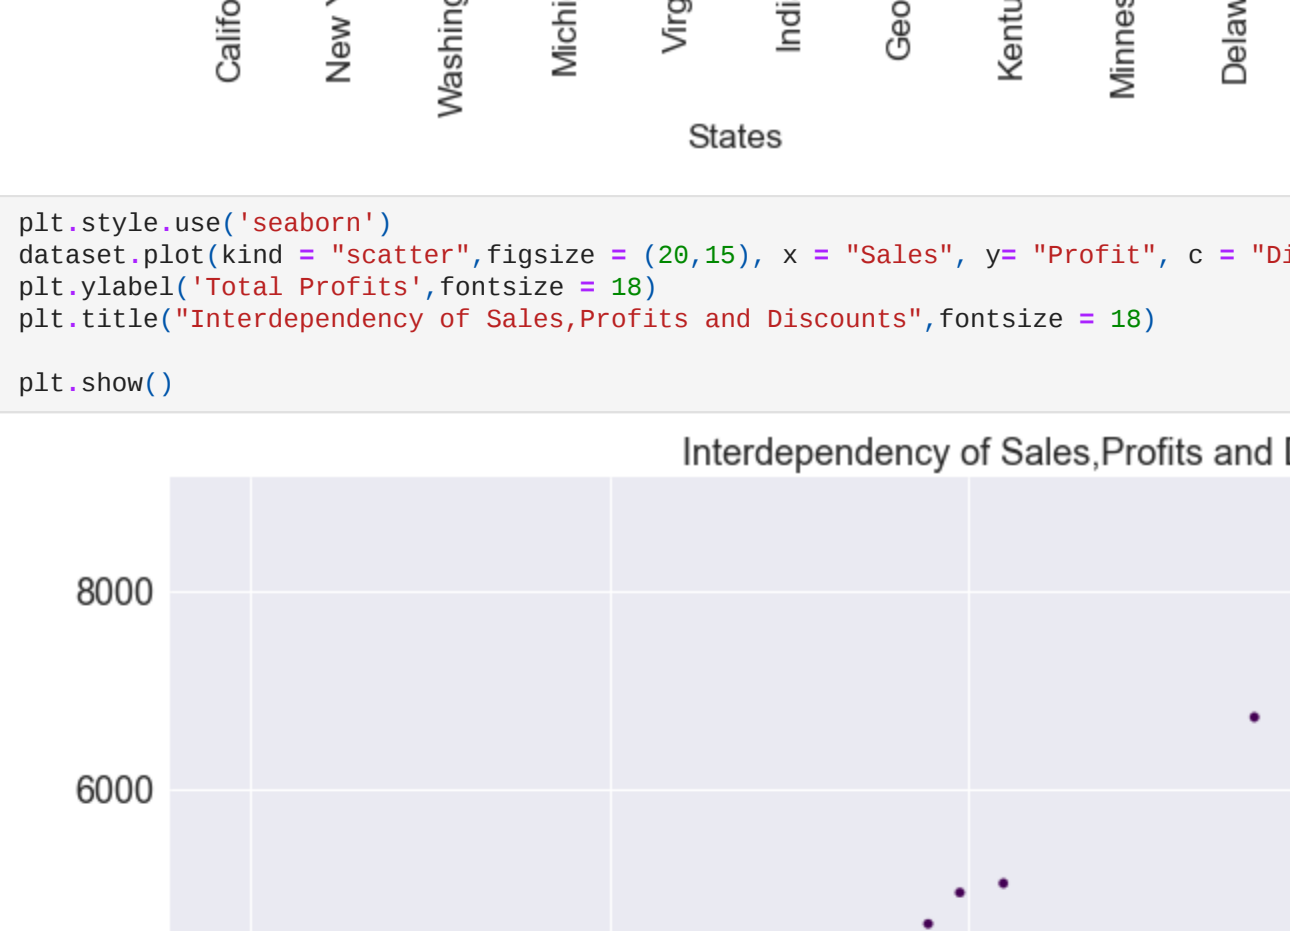 Califo
New
Washing
Michi
Virg
Indi
Geo
Kentu
Minnes
Delaw
States
plt.style.use('seaborn')
dataset.plot(kind = "scatter",figsize = (20,15), x = "Sales", y= "Profit", c = "Di
plt.ylabel('Total Profits',fontsize = 18)
plt.title("Interdependency of Sales,Profits and Discounts",fontsize = 18)
plt.show()
Interdependency of Sales,Profits and D
8000
6000